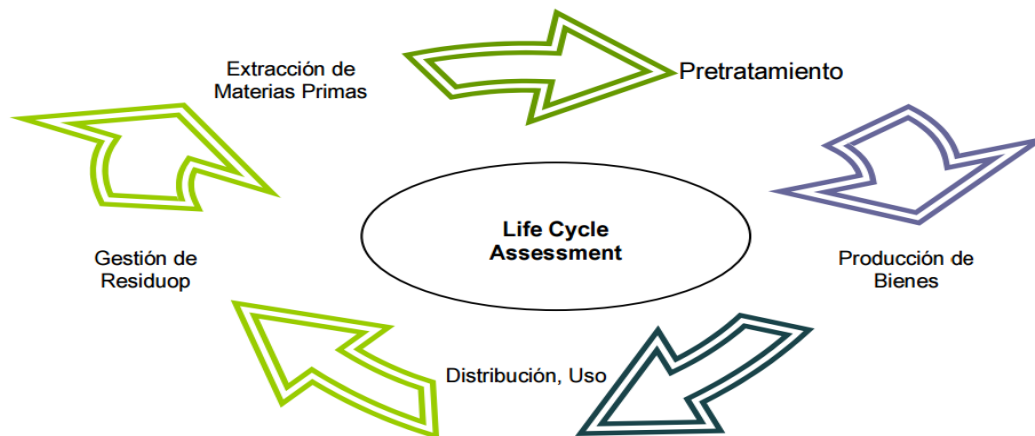 Extracción de
Materias Primas
Pretratamiento
Life Cycle
Assessment
Gestión de
Residuop
Producción de
Bienes
Distribución, Uso